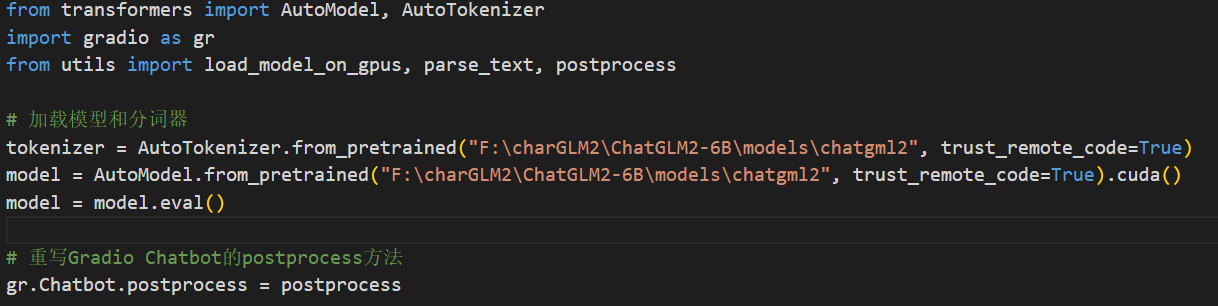 from transformers import AutoModel, AutoTokenizer
import gradio as gr
from utils import load_model_on_gpus, parse_text, postprocess
# 加载模型和分词器
tokenizer = AutoTokenizer.from_pretrained("F:\charGLM2\ChatGLM2-6B\models\chatgml2", trust_remote_code=True)
model = AutoModel.from_pretrained("F:\charGLM2\ChatGLM2-6B\models\chatgml2", trust_remote_code=True).cuda()
model = model.eval()
# 重写Gradio Chatbot的postprocess方法
gr.Chatbot.postprocess = postprocess